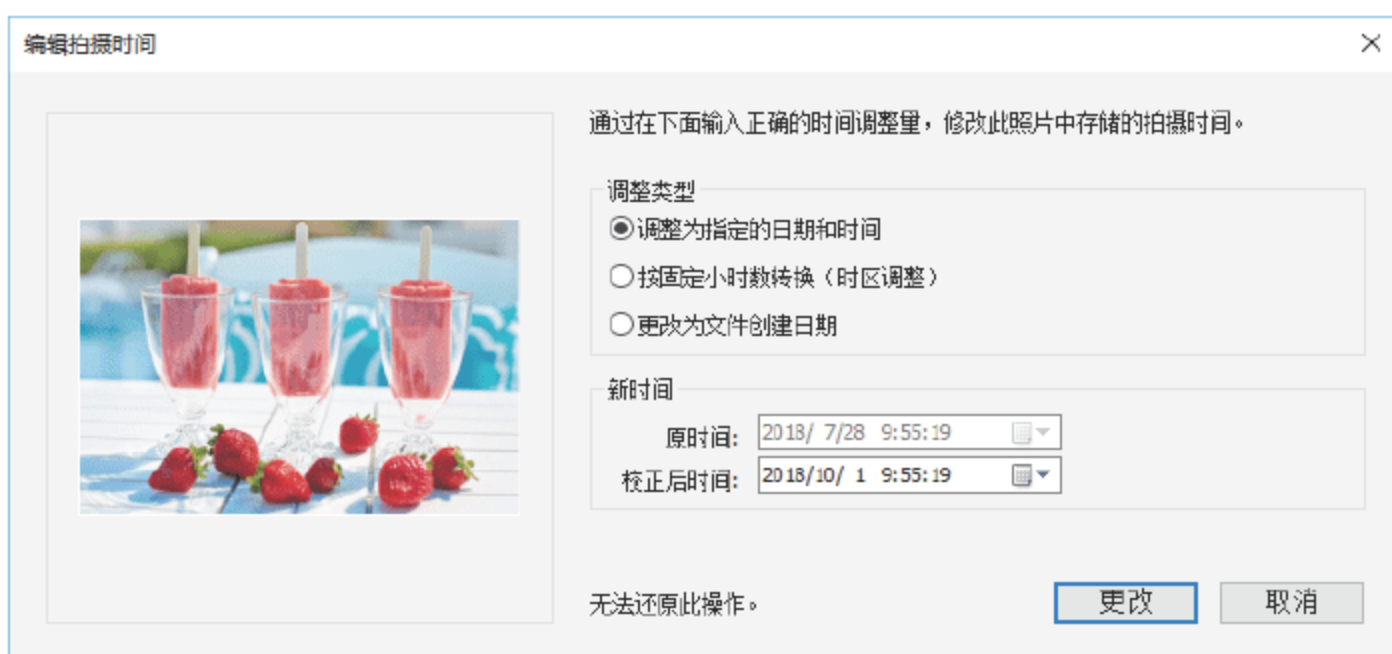 编辑拍摄时间
通过在下面输入正确的时间调整量，修改此照片中存储的拍摄时间。
调整类型
调整为指定的日期和时间
按固定小时数转换（时区调整）
更改为文件创建日期
新时间
原时间: 2018/ 7/28 9:55:19
校正后时间: 2018/10/ 1 9:55:19
无法还原此操作。
更改 取消